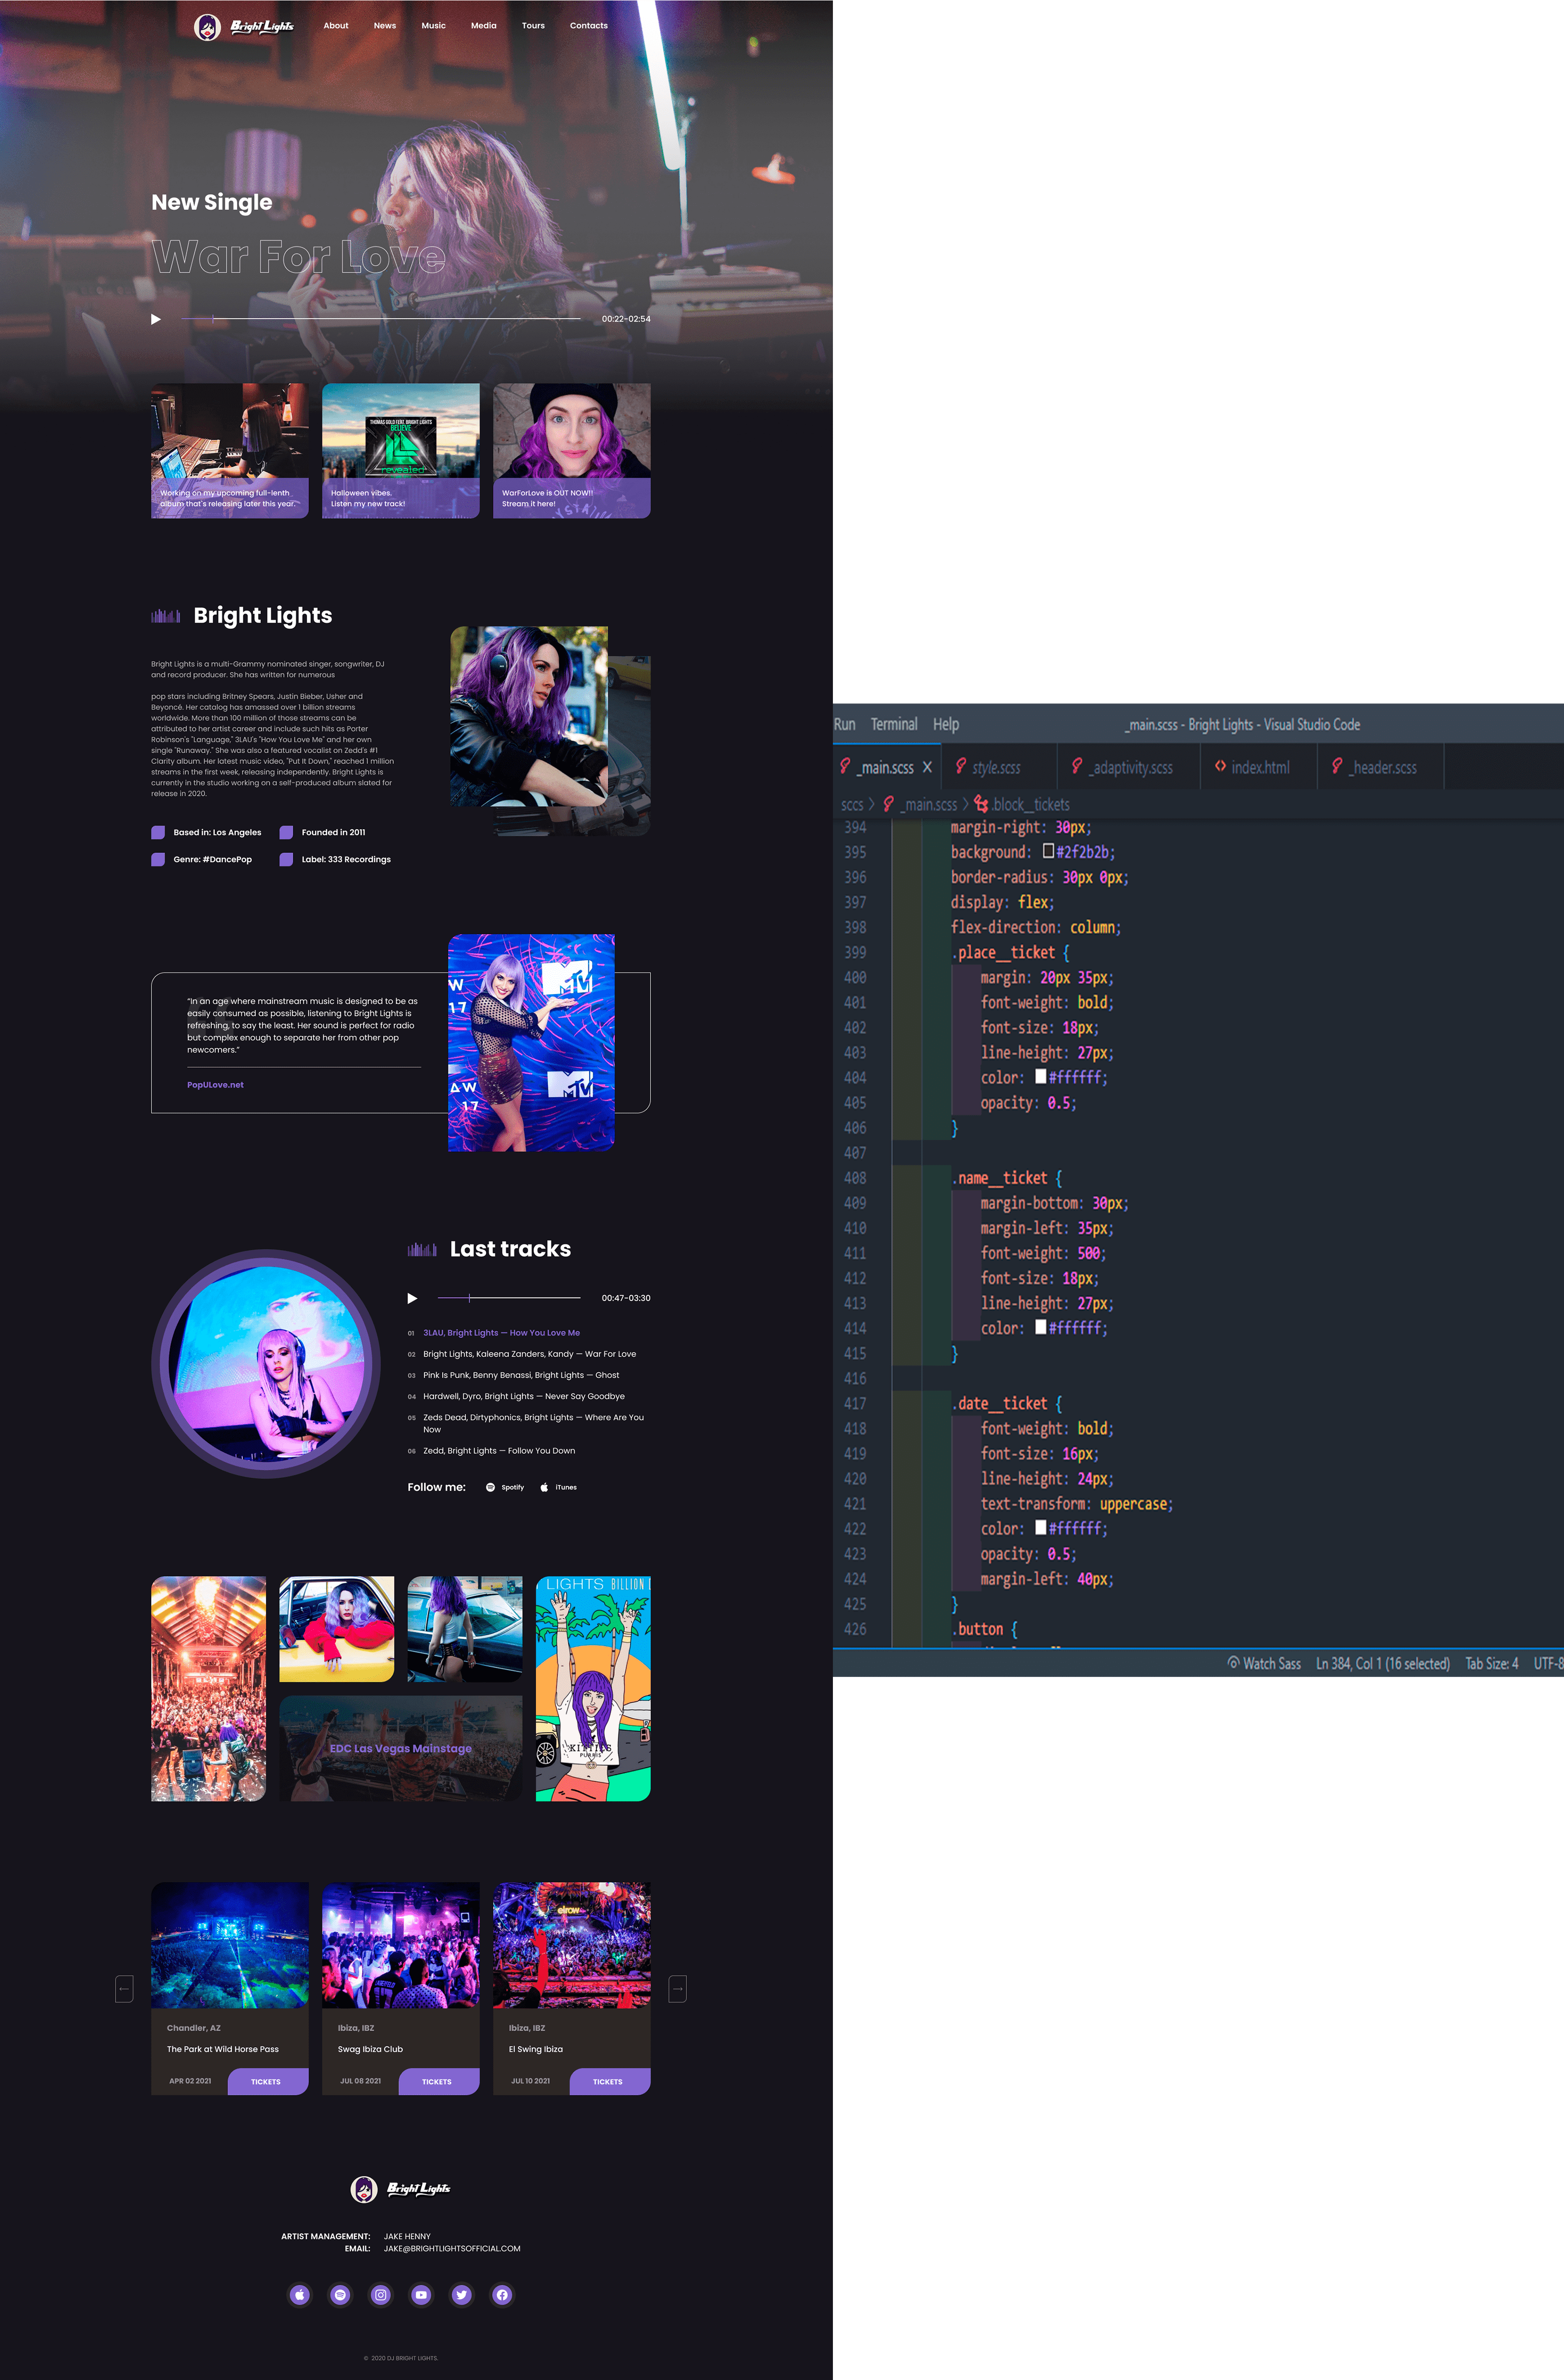 Bright Lights
About
News
Music
Media
Tours
Contacts
New Single
War For Love
00:22-02:54
THOMAS GOLD FEAT. BRIGHT LIGHTS
BELIEVE
revealed
Working on my upcoming full-lenth
album that's releasing later this year.
Halloween vibes.
Listen my new track!
WarForLove is OUT NOW!!
Stream it here!
Bright Lights
Bright Lights is a multi-Grammy nominated singer, songwriter, DJ
and record producer. She has written for numerous
pop stars including Britney Spears, Justin Bieber, Usher and
Beyoncé. Her catalog has amassed over 1 billion streams
worldwide. More than 100 million of those streams can be
attributed to her artist career and include such hits as Porter
Robinson's "Language," 3LAU's "How You Love Me" and her own
single "Runaway." She was also a featured vocalist on Zedd's #1
Clarity album. Her latest music video, "Put It Down," reached 1 million
streams in the first week, releasing independently. Bright Lights is
currently in the studio working on a self-produced album slated for
release in 2020.
Based in: Los Angeles
Founded in 2011
Genre: #DancePop
Label: 333 Recordings
"In an age where mainstream music is designed to be as
easily consumed as possible, listening to Bright Lights is
refreshing, to say the least. Her sound is perfect for radio
but complex enough to separate her from other pop
newcomers."
PopULove.net
W
17
MTV
AW
17
MTV
Last tracks
00:47-03:30
01 3LAU, Bright Lights — How You Love Me
02 Bright Lights, Kaleena Zanders, Kandy — War For Love
03 Pink Is Punk, Benny Benassi, Bright Lights — Ghost
04 Hardwell, Dyro, Bright Lights — Never Say Goodbye
05 Zeds Dead, Dirtyphonics, Bright Lights — Where Are You
Now
06 Zedd, Bright Lights — Follow You Down
Follow me:
Spotify
iTunes
LIGHTS BILLION
KITTIES
EDC Las Vegas Mainstage
elrow
Chandler, AZ
The Park at Wild Horse Pass
APR 02 2021
TICKETS
Ibiza, IBZ
Swag Ibiza Club
JUL 08 2021
TICKETS
Ibiza, IBZ
El Swing Ibiza
JUL 10 2021
TICKETS
Bright Lights
ARTIST MANAGEMENT: JAKE HENNY
EMAIL: JAKE@BRIGHTLIGHTSOFFICIAL.COM
© 2020 DJ BRIGHT LIGHTS.
Run Terminal Help
_main.scss - Bright Lights - Visual Studio Code
_main.scss
style.scss
_adaptivity.scss
index.html
_header.scss
sccs > _main.scss > .block__tickets
394 margin-right: 30px;
395 background: #2f2b2b;
396 border-radius: 30px 0px;
397 display: flex;
398 flex-direction: column;
399 .place__ticket {
400 margin: 20px 35px;
401 font-weight: bold;
402 font-size: 18px;
403 line-height: 27px;
404 color: #ffffff;
405 opacity: 0.5;
406 }
407
408 .name__ticket {
409 margin-bottom: 30px;
410 margin-left: 35px;
411 font-weight: 500;
412 font-size: 18px;
413 line-height: 27px;
414 color: #ffffff;
415 }
416
417 .date__ticket {
418 font-weight: bold;
419 font-size: 16px;
420 line-height: 24px;
421 text-transform: uppercase;
422 color: #ffffff;
423 opacity: 0.5;
424 margin-left: 40px;
425 }
426 .button {
Watch Sass
Ln 384, Col 1 (16 selected)
Tab Size: 4
UTF-8